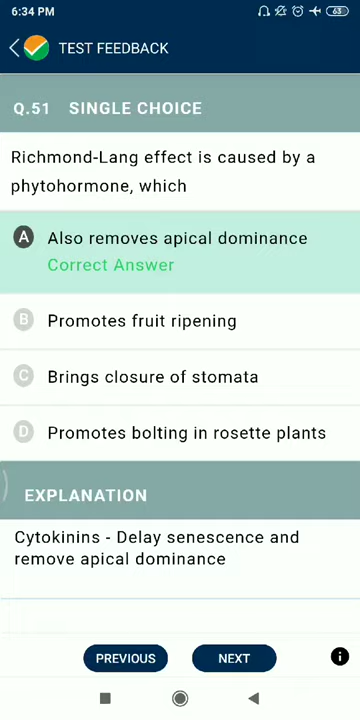 6:34 PM
63
TEST FEEDBACK
Q.51 SINGLE CHOICE
Richmond-Lang effect is caused by a
phytohormone, which
A Also removes apical dominance
Correct Answer
B Promotes fruit ripening
C Brings closure of stomata
D Promotes bolting in rosette plants
EXPLANATION
Cytokinins - Delay senescence and
remove apical dominance
PREVIOUS NEXT